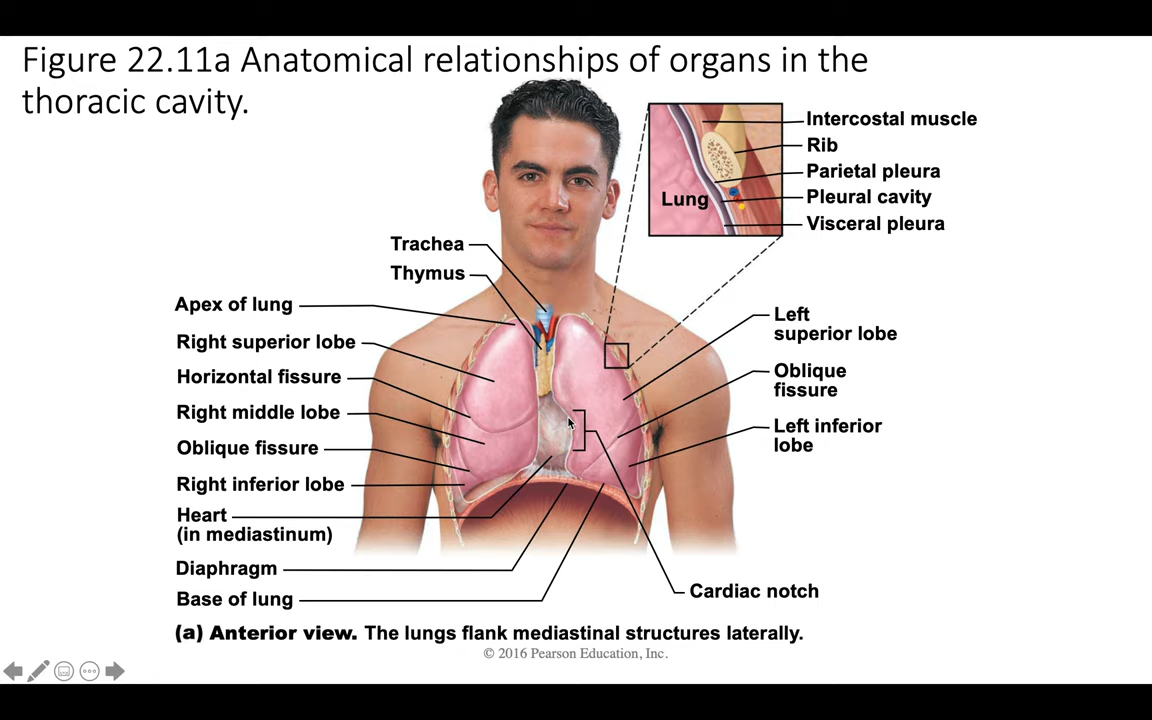 Figure 22.11a Anatomical relationships of organs in the
thoracic cavity.
Intercostal muscle
Rib
Parietal pleura
Pleural cavity
Visceral pleura
Lung
Trachea
Thymus
Apex of lung
Right superior lobe
Horizontal fissure
Right middle lobe
Oblique fissure
Right inferior lobe
Heart
(in mediastinum)
Diaphragm
Base of lung
Left
superior lobe
Oblique
fissure
Left inferior
lobe
Cardiac notch
(a) Anterior view. The lungs flank mediastinal structures laterally.
© 2016 Pearson Education, Inc.